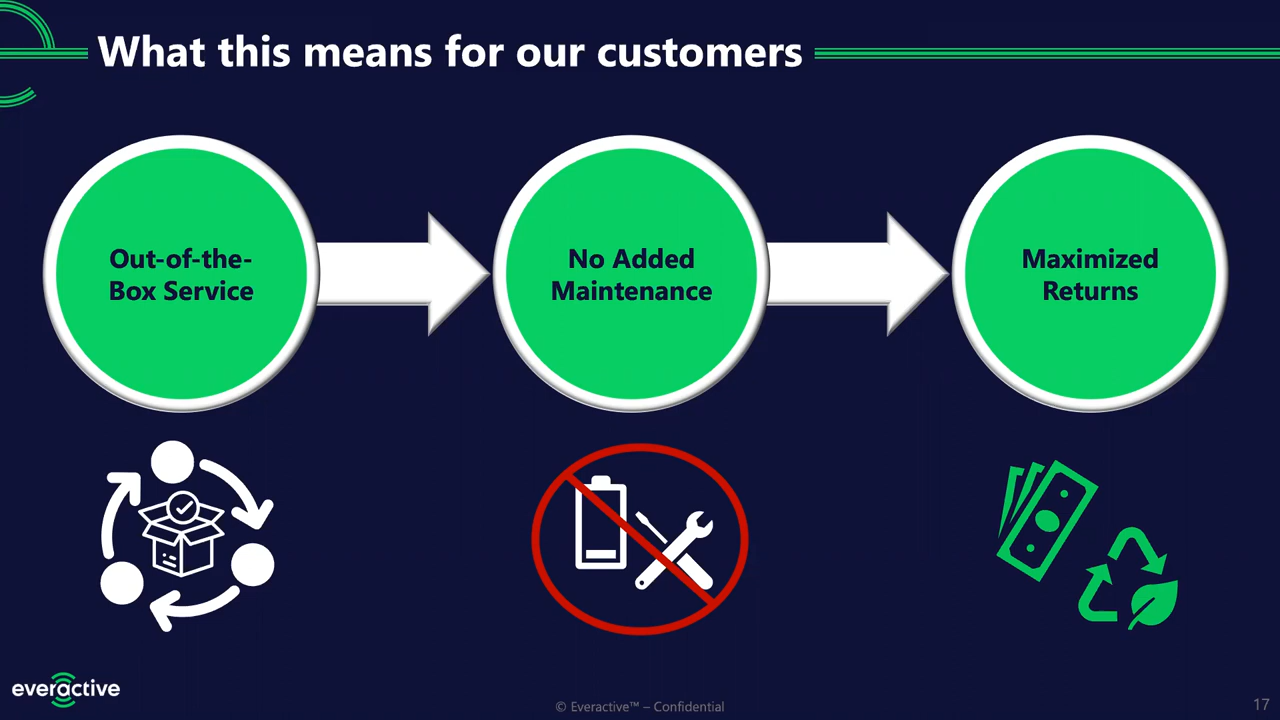 What this means for our customers
Out-of-the-
Box Service
No Added
Maintenance
Maximized
Returns
everactive
© Everactive™ – Confidential
17